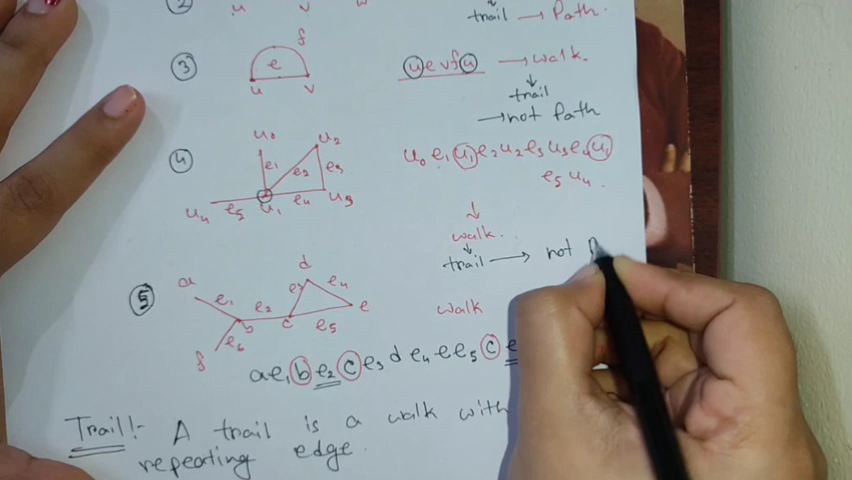 2
u v
trail → Path.
3
f
e
u v
u e v f u → walk.
trail
→ not Path
4
u0 u2
e1 e2 e3
u4 e5 u1 e4 u3
u0 e1 u1 e2 u2 e3 u3 e4 u1
e5 u4.
walk.
trail → not P
5
d
a e3 e4
e1 e2 e
b c e5
e6
f
walk
a e1 b e2 c e3 d e4 e e5 c e
Trail!- A trail is a walk with
repeating edge.